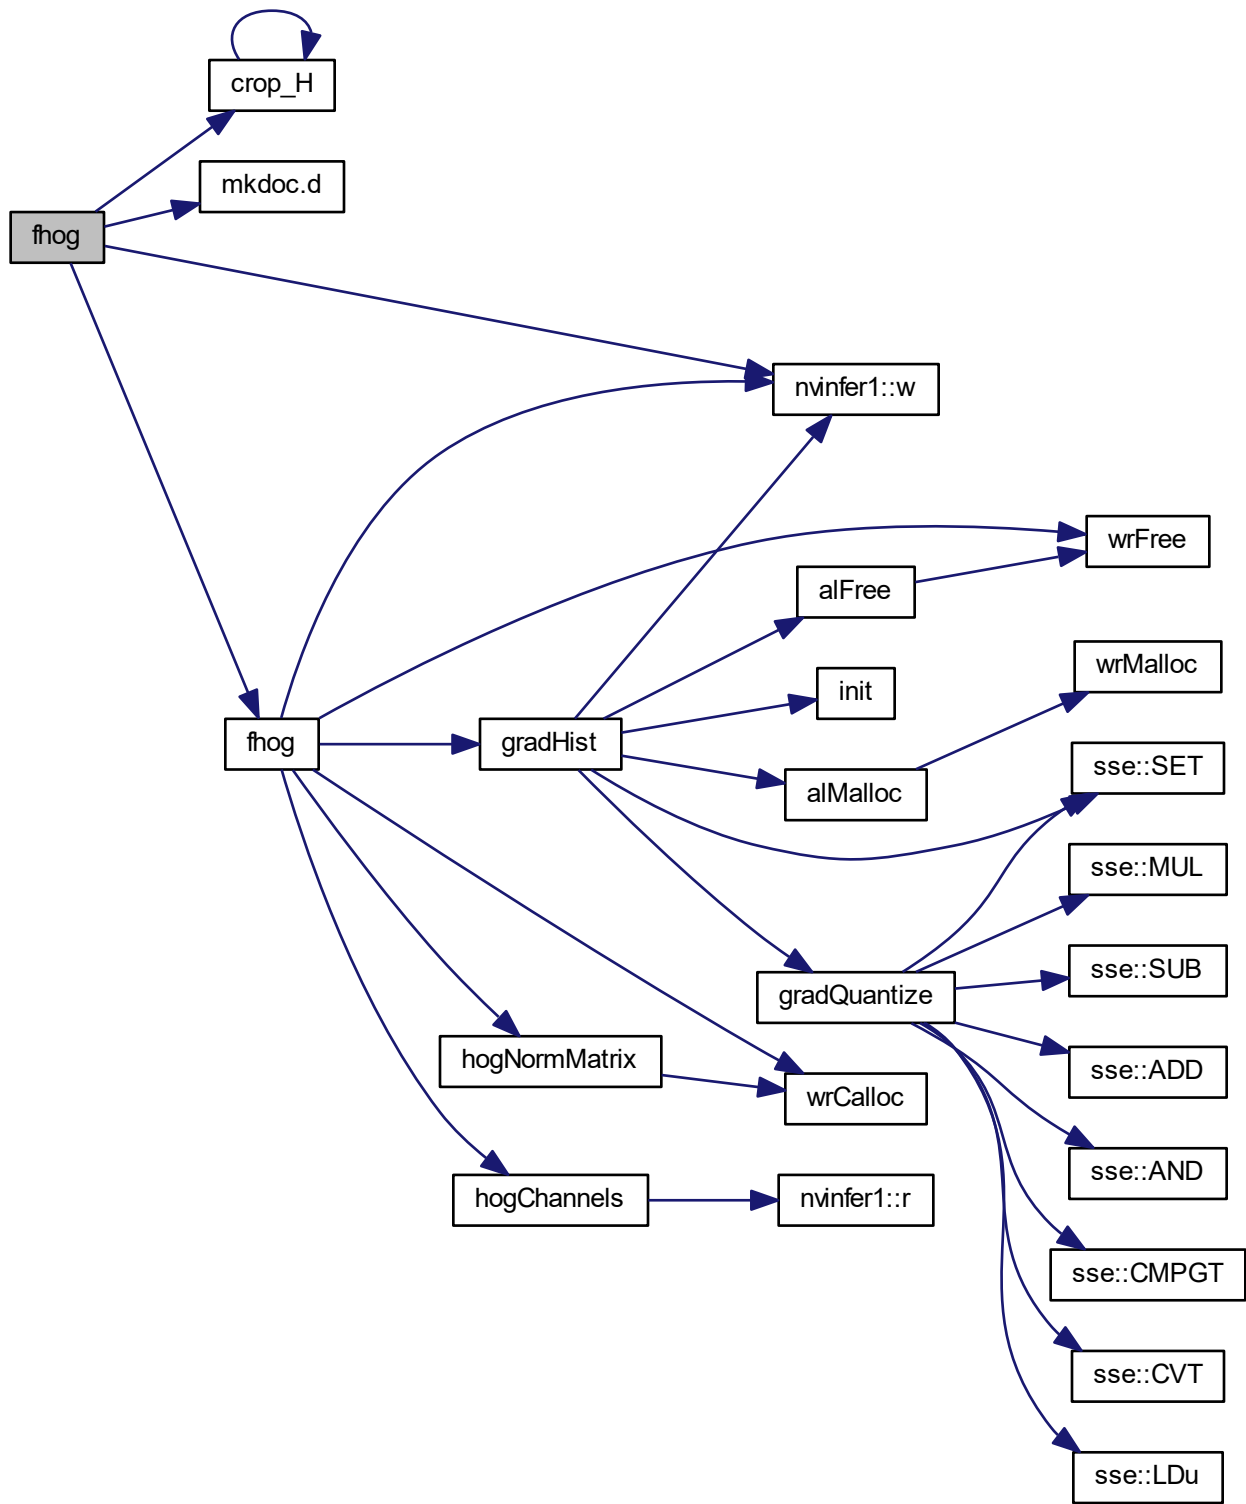 crop_H
mkdoc.d
fhog
nvinfer1::w
wrFree
alFree
wrMalloc
init
fhog
gradHist
sse::SET
alMalloc
sse::MUL
sse::SUB
gradQuantize
hogNormMatrix
sse::ADD
wrCalloc
sse::AND
hogChannels
nvinfer1::r
sse::CMPGT
sse::CVT
sse::LDu